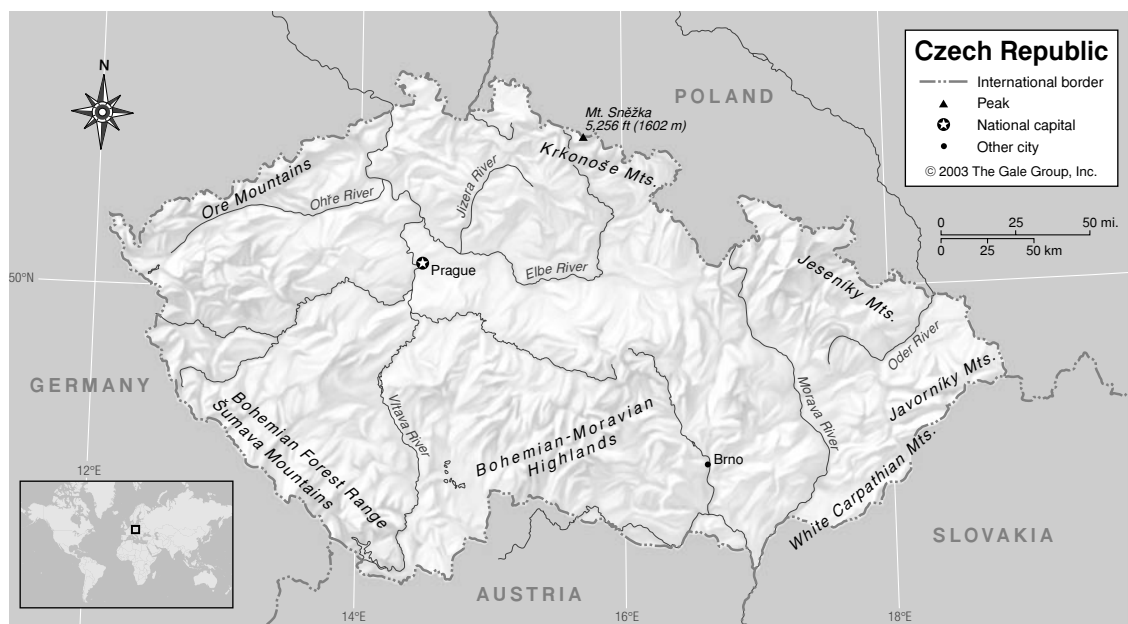 Czech Republic
International border
Peak
National capital
Other city
© 2003 The Gale Group, Inc.
0 25 50 mi.
0 25 50 km
N
POLAND
Mt. Sněžka
5,256 ft (1602 m)
Krkonoše Mts.
Ore Mountains
Ohře River
Jizera River
Prague
Elbe River
50°N
Jeseníky Mts.
Oder River
GERMANY
Javorníky Mts.
Morava River
Vltava River
Bohemian Forest Range
Šumava Mountains
Bohemian-Moravian
Highlands
Brno
White Carpathian Mts.
12°E
SLOVAKIA
AUSTRIA
14°E
16°E
18°E